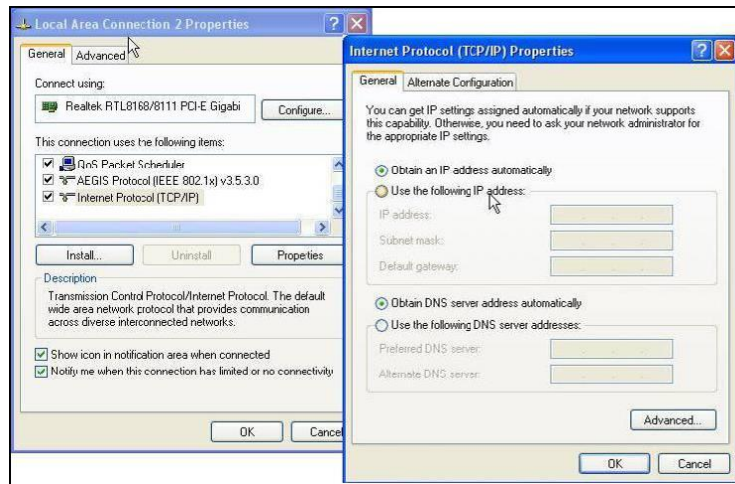 Local Area Connection 2 Properties
General
Advanced
Connect using:
Realtek RTL8168/8111 PCI-E Gigabi
Configure...
This connection uses the following items:
QoS Packet Scheduler
AEGIS Protocol (IEEE 802.1x) v3.5.3.0
Internet Protocol (TCP/IP)
Install...
Uninstall
Properties
Description
Transmission Control Protocol/Internet Protocol. The default
wide area network protocol that provides communication
across diverse interconnected networks.
Show icon in notification area when connected
Notify me when this connection has limited or no connectivity
OK
Cancel
Internet Protocol (TCP/IP) Properties
General
Alternate Configuration
You can get IP settings assigned automatically if your network supports
this capability. Otherwise, you need to ask your network administrator for
the appropriate IP settings.
Obtain an IP address automatically
Use the following IP address:
IP address:
Subnet mask:
Default gateway:
Obtain DNS server address automatically
Use the following DNS server addresses:
Preferred DNS server:
Alternate DNS server:
Advanced...
OK
Cancel